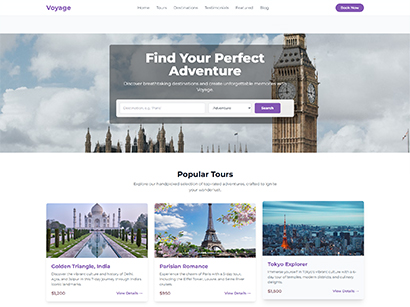 Voyage
Home Tours Destinations Testimonials Featured Blog
Book Now
Find Your Perfect
Adventure
Discover breathtaking destinations and create unforgettable memories with
Voyage.
Destination (e.g., Paris)
Adventure
Search
Popular Tours
Explore our handpicked selection of top-rated adventures crafted to ignite
your wanderlust.
Golden Triangle, India
Discover the vibrant culture and history of Delhi,
Agra, and Jaipur in this 7-day journey through India's
iconic landmarks.
$1,200
View Details →
Parisian Romance
Experience the charm of Paris with a 5-day tour,
including the Eiffel Tower, Louvre, and Seine River
cruises.
$950
View Details →
Tokyo Explorer
Immerse yourself in Tokyo's vibrant culture with a 6-
day tour of temples, modern districts, and culinary
delights.
$1,800
View Details →